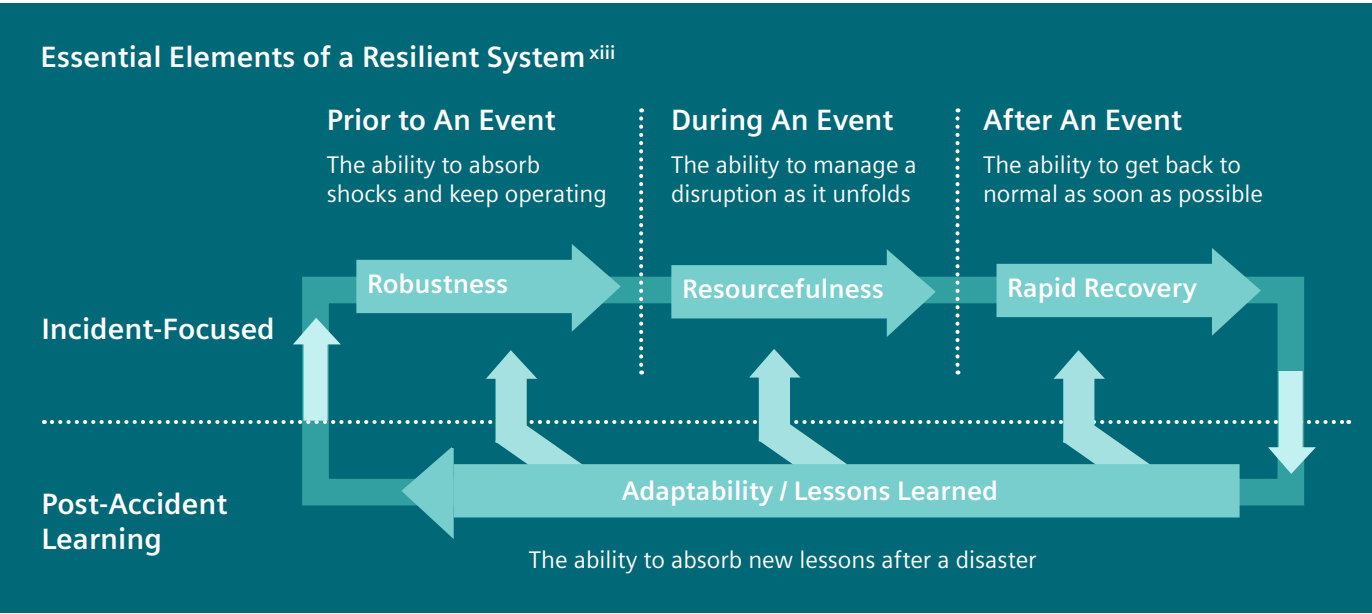 Essential Elements of a Resilient System xiii
Prior to An Event
The ability to absorb
shocks and keep operating
During An Event
The ability to manage a
disruption as it unfolds
After An Event
The ability to get back to
normal as soon as possible
Incident-Focused
Robustness
Resourcefulness
Rapid Recovery
Post-Accident
Learning
Adaptability / Lessons Learned
The ability to absorb new lessons after a disaster